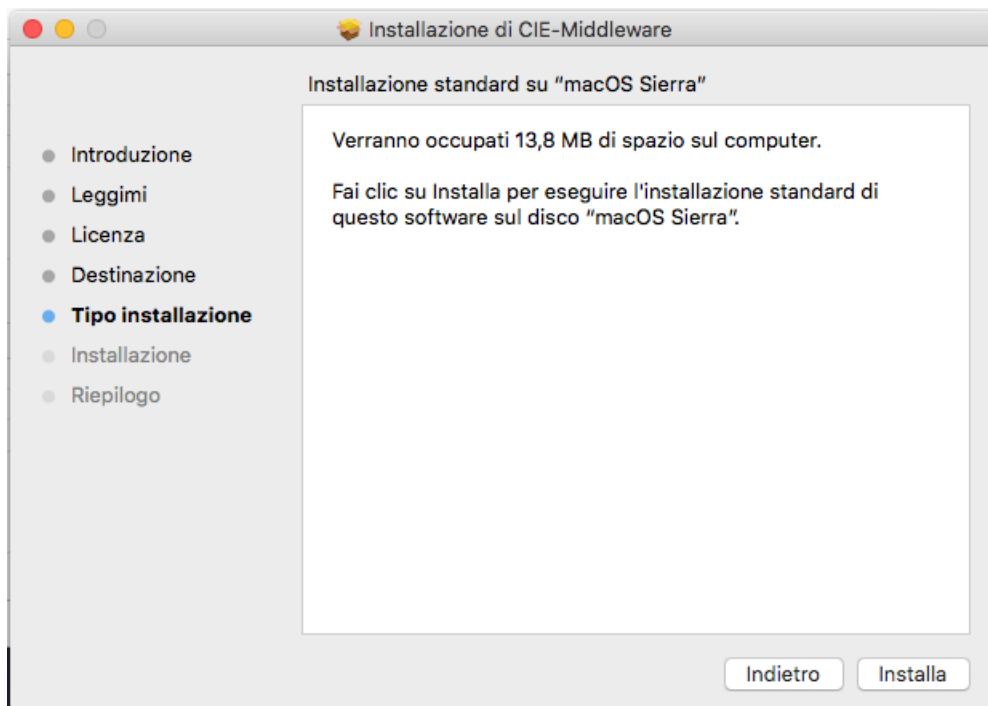 Installazione di CIE-Middleware
Installazione standard su “macOS Sierra”
Introduzione
Leggimi
Licenza
Destinazione
Tipo installazione
Installazione
Riepilogo
Verranno occupati 13,8 MB di spazio sul computer.
Fai clic su Installa per eseguire l'installazione standard di
questo software sul disco “macOS Sierra”.
Indietro
Installa